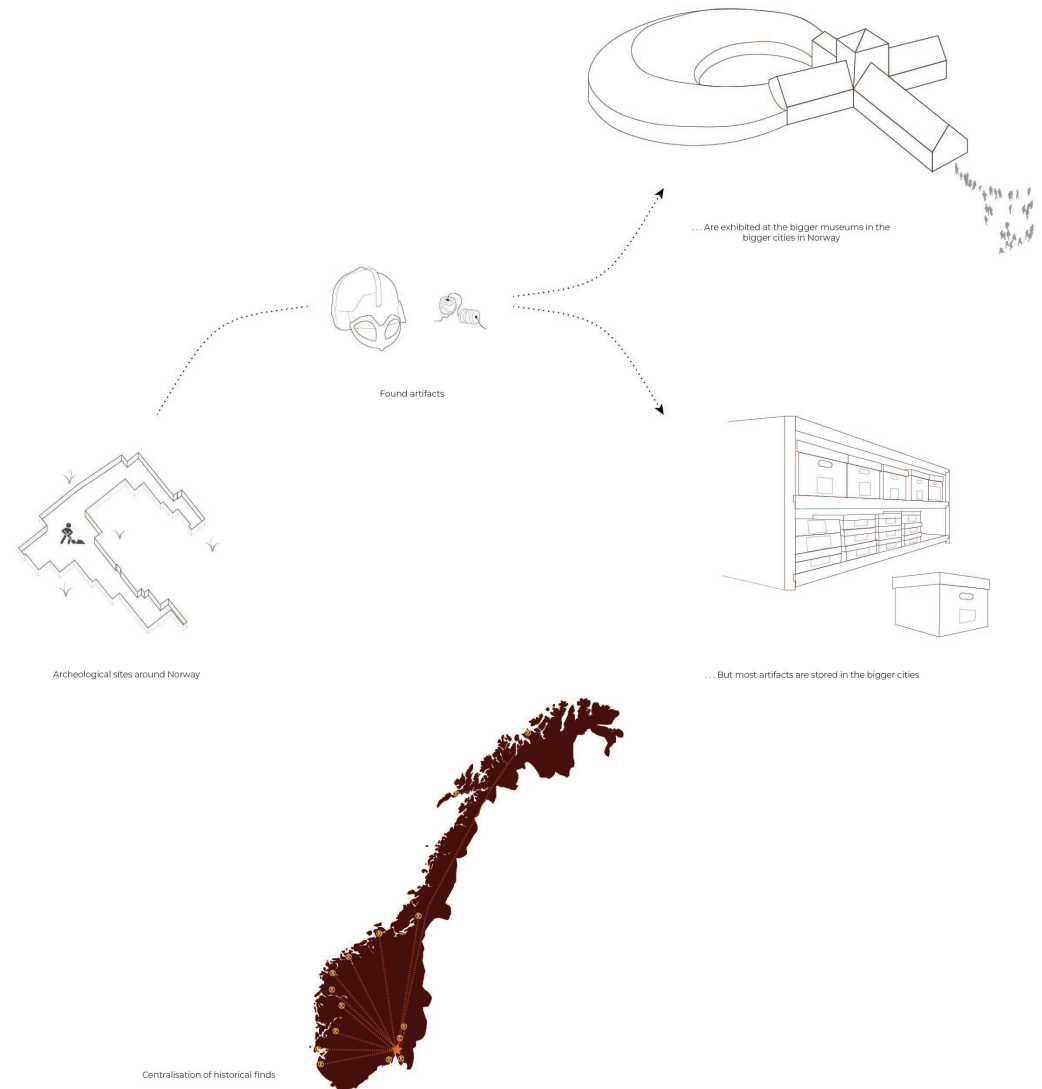 . . . Are exhibited at the bigger museums in the
bigger cities in Norway
Found artifacts
Archeological sites around Norway
. . . But most artifacts are stored in the bigger cities
Centralisation of historical finds